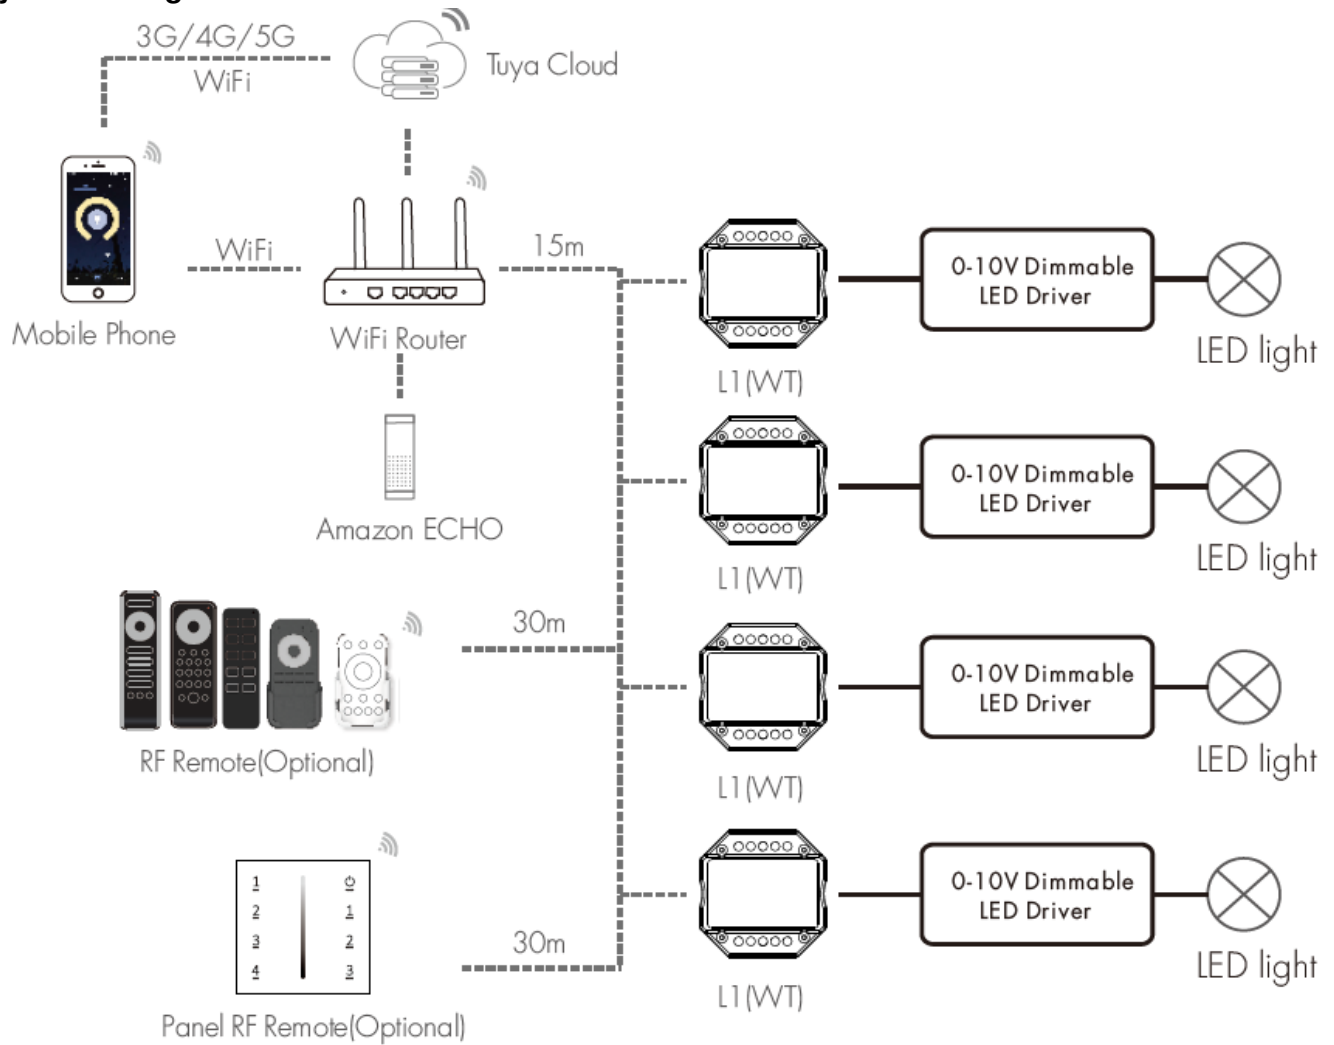 3G/4G/5G
WiFi
Tuya Cloud
WiFi
15m
Mobile Phone
WiFi Router
0-10V Dimmable
LED Driver
LED light
L1(WT)
Amazon ECHO
0-10V Dimmable
LED Driver
LED light
L1(WT)
30m
RF Remote(Optional)
0-10V Dimmable
LED Driver
LED light
L1(WT)
1
2
3
4
1
2
3
30m
Panel RF Remote(Optional)
0-10V Dimmable
LED Driver
LED light
L1(WT)